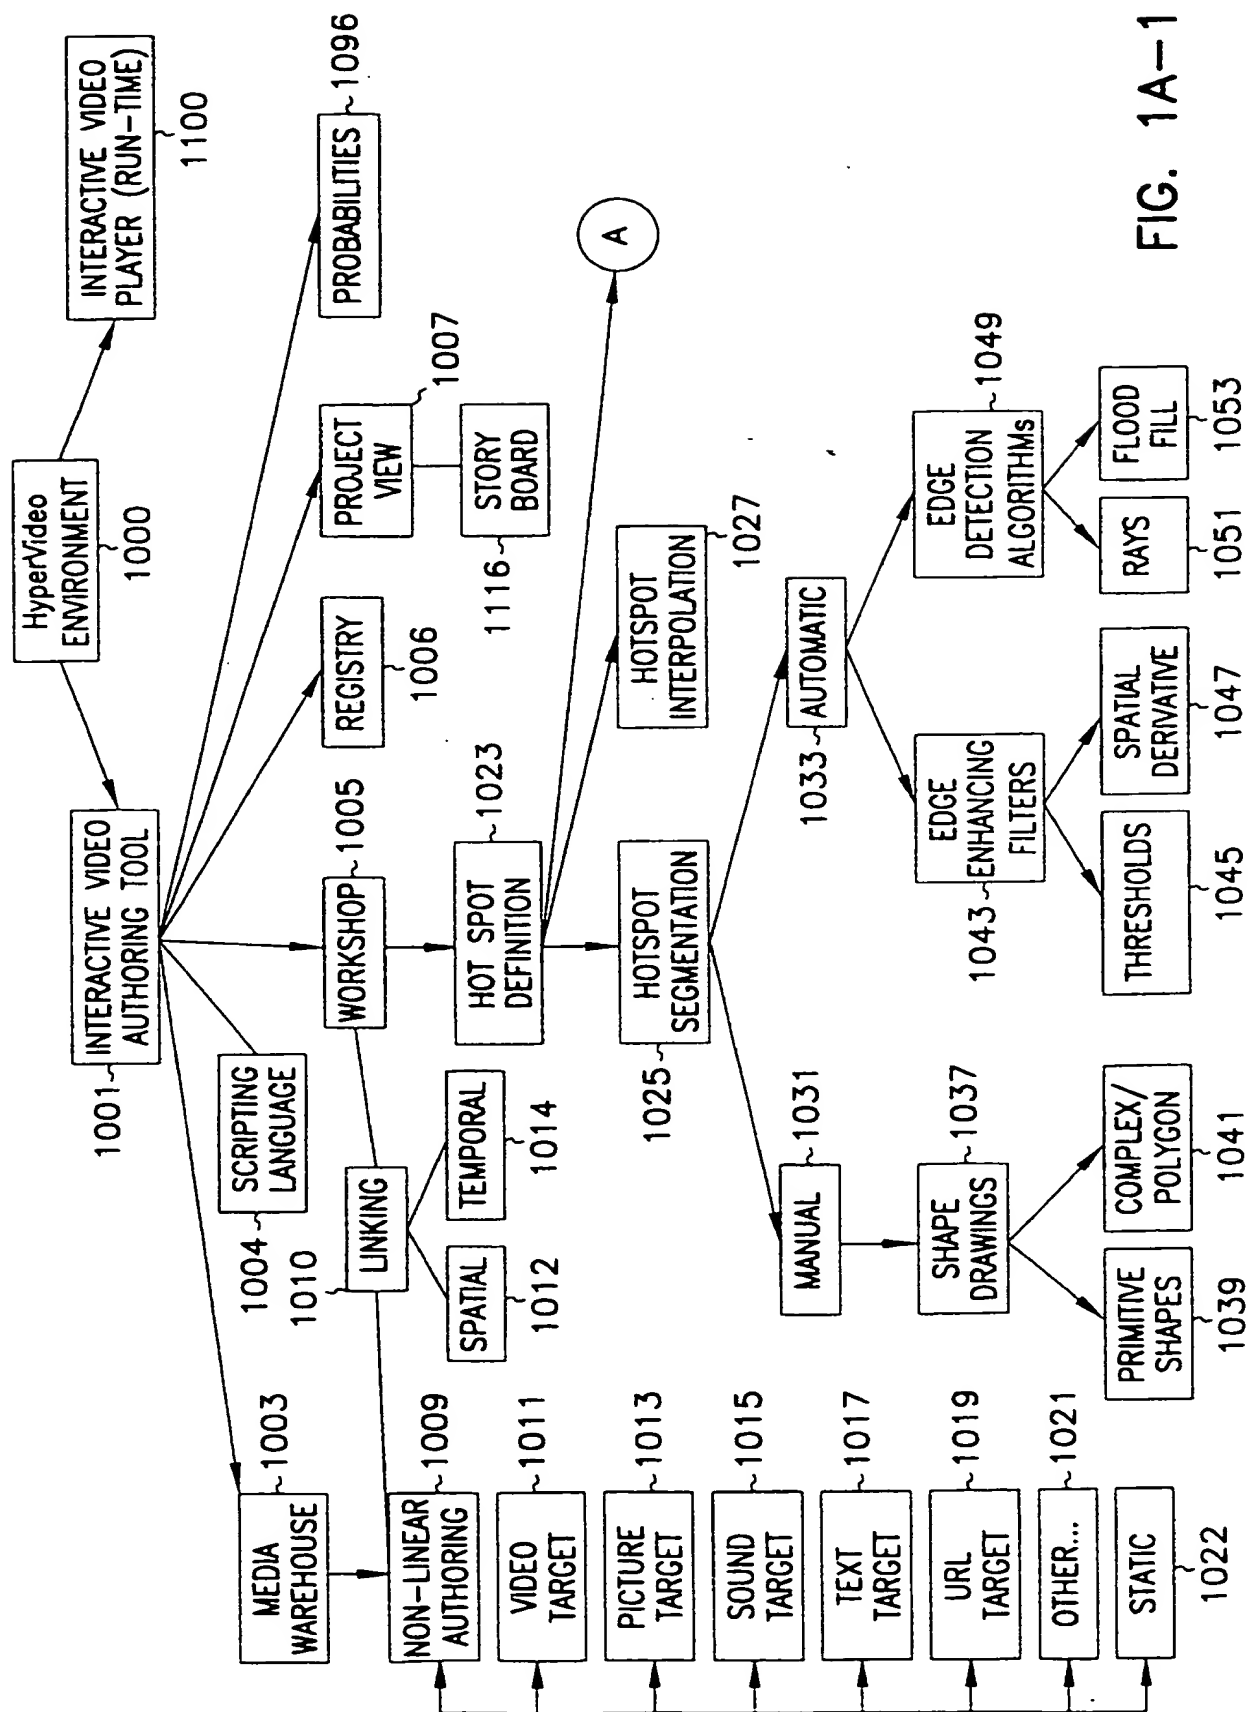 HyperVideo
ENVIRONMENT
1000
INTERACTIVE VIDEO
AUTHORING TOOL
1001
INTERACTIVE VIDEO
PLAYER (RUN-TIME)
1100
MEDIA
WAREHOUSE
1003
SCRIPTING
LANGUAGE
1004
WORKSHOP
1005
REGISTRY
1006
PROJECT
VIEW
1007
PROBABILITIES
1096
NON-LINEAR
AUTHORING
1009
LINKING
1010
SPATIAL
1012
TEMPORAL
1014
HOT SPOT
DEFINITION
1023
STORY
BOARD
1116
VIDEO
TARGET
1011
PICTURE
TARGET
1013
SOUND
TARGET
1015
TEXT
TARGET
1017
URL
TARGET
1019
OTHER...
1021
STATIC
1022
HOTSPOT
SEGMENTATION
1025
HOTSPOT
INTERPOLATION
1027
A
MANUAL
1031
AUTOMATIC
1033
SHAPE
DRAWINGS
1037
EDGE
ENHANCING
FILTERS
1043
EDGE
DETECTION
ALGORITHMs
1049
PRIMITIVE
SHAPES
1039
COMPLEX/
POLYGON
1041
THRESHOLDS
1045
SPATIAL
DERIVATIVE
1047
RAYS
1051
FLOOD
FILL
1053
FIG. 1A-1